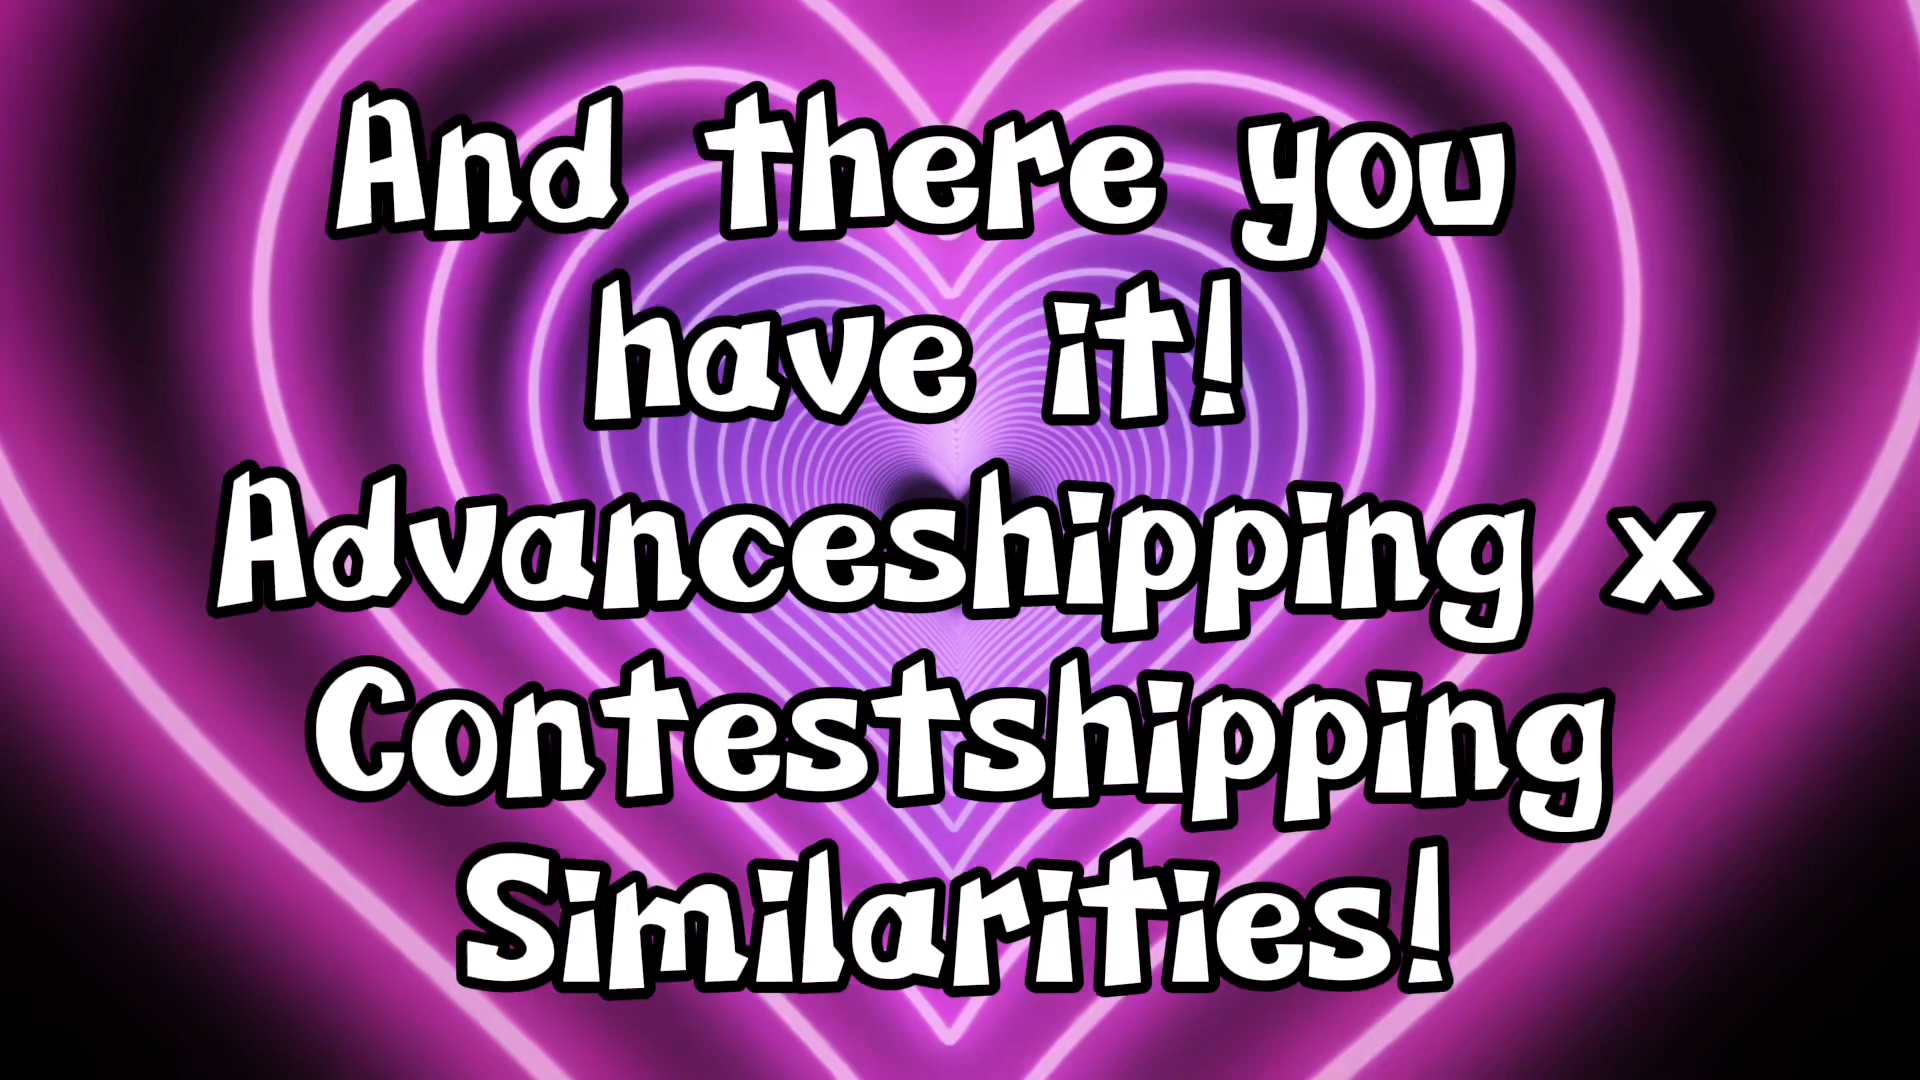 And there you
have it!
Advanceshipping x
Contestshipping
Similarities!